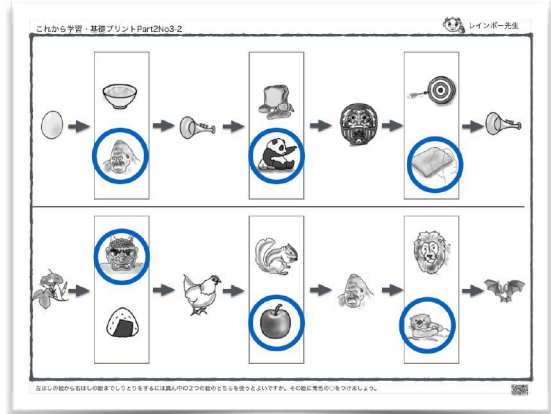 これから学習・基礎プリントPart2No3-2
レインボー先生
左はしの絵から右はしの絵までしりとりをするには真ん中の2つの絵のどちらを使うとよいですか。その絵に青色の○をつけましょう。